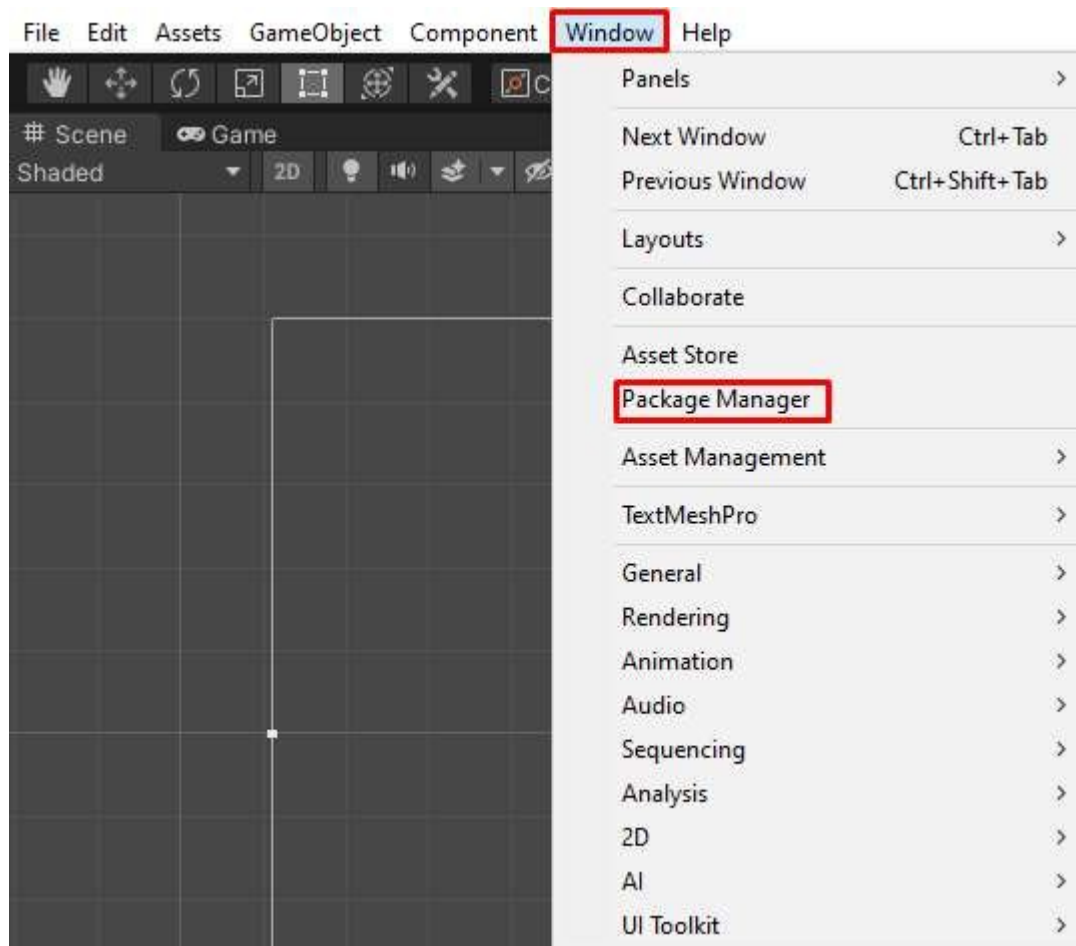 File Edit Assets GameObject Component Window Help
C
# Scene Game
Shaded 2D
Panels >
Next Window Ctrl+Tab
Previous Window Ctrl+Shift+Tab
Layouts >
Collaborate
Asset Store
Package Manager
Asset Management >
TextMeshPro >
General >
Rendering >
Animation >
Audio >
Sequencing >
Analysis >
2D >
AI >
UI Toolkit >